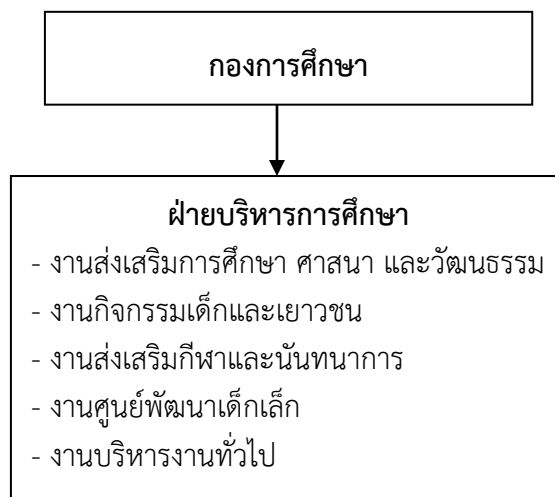 กองการศึกษา
ฝ่ายบริหารการศึกษา
- งานส่งเสริมการศึกษา ศาสนา และวัฒนธรรม
- งานกิจกรรมเด็กและเยาวชน
- งานส่งเสริมกีฬาและนันทนาการ
- งานศูนย์พัฒนาเด็กเล็ก
- งานบริหารงานทั่วไป